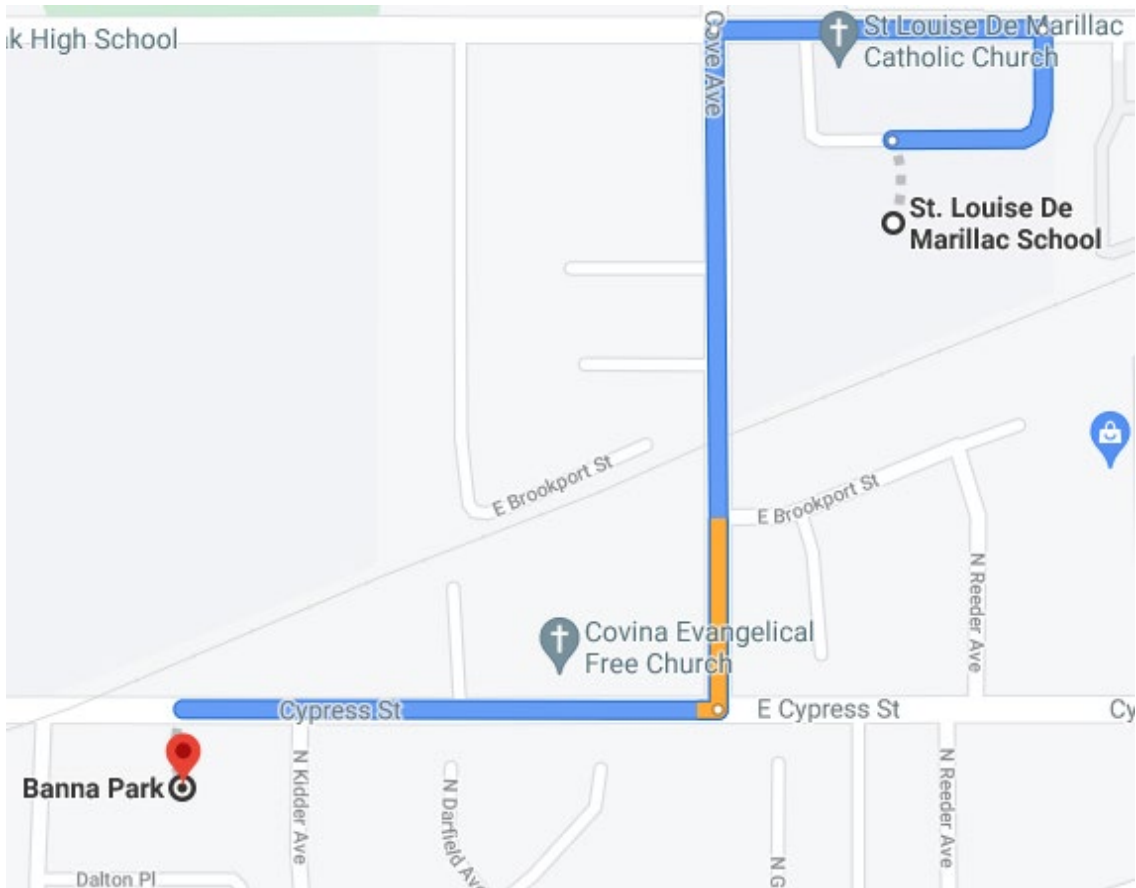 k High School
Cove Ave
St Louise De Marillac
Catholic Church
St. Louise De
Marillac School
E Brookport St
E Brookport St
N Reeder Ave
Covina Evangelical
Free Church
Cypress St
E Cypress St
Cy
Banna Park
N Kidder Ave
N Darfield Ave
N G
N Reeder Ave
Dalton Pl